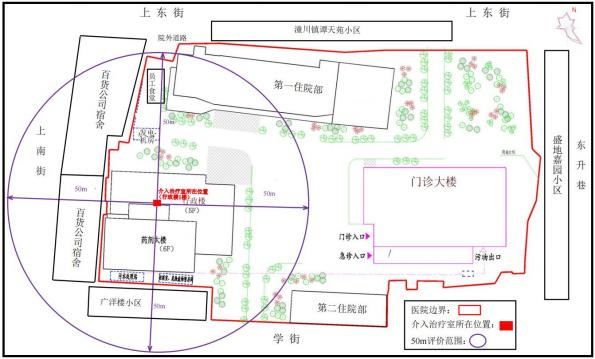 上东街
上东街
N
院外道路
潼川镇谭天苑小区
百货公司宿舍
员工食堂
第一住院部
50m
发电机房
上南街
盛地嘉园小区
东升巷
门诊大楼
50m
介入治疗室所在位置
行政楼
(5F)
50m
药剂大楼
(6F)
门诊入口
急诊入口
污物出口
百货公司宿舍
广洋楼小区
50m
第二住院部
学街
医院边界：
介入治疗室所在位置：
50m评价范围：